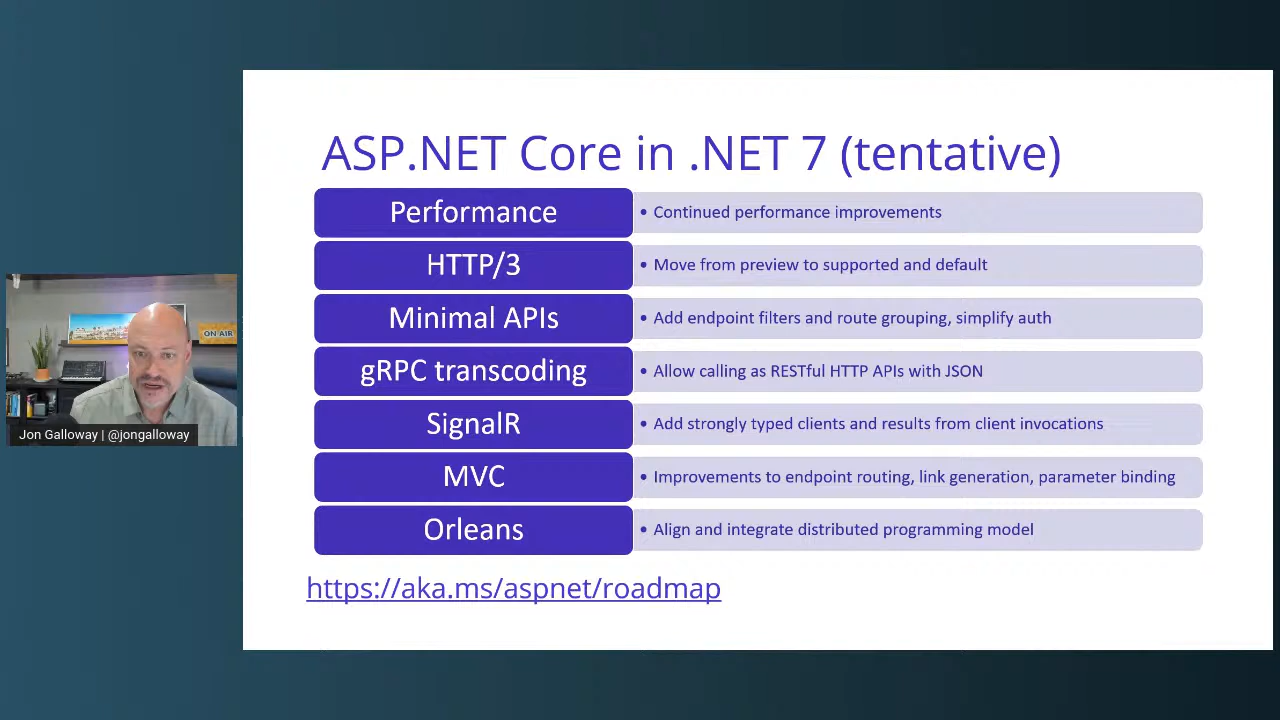 ASP.NET Core in .NET 7 (tentative)
Performance
• Continued performance improvements
HTTP/3
• Move from preview to supported and default
Minimal APIs
• Add endpoint filters and route grouping, simplify auth
gRPC transcoding
• Allow calling as RESTful HTTP APIs with JSON
SignalR
• Add strongly typed clients and results from client invocations
MVC
• Improvements to endpoint routing, link generation, parameter binding
Orleans
• Align and integrate distributed programming model
https://aka.ms/aspnet/roadmap
ON AIR
Jon Galloway | @jongalloway